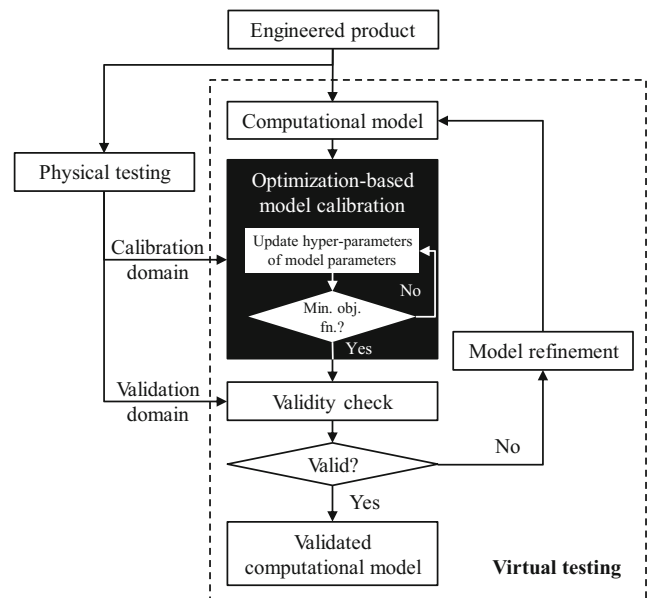 Engineered product
Computational model
Physical testing
Optimization-based
model calibration
Calibration
domain
Update hyper-parameters
of model parameters
No
Min. obj.
fn.?
Yes
Model refinement
Validation
domain
Validity check
No
Valid?
Yes
Validated
computational model
Virtual testing